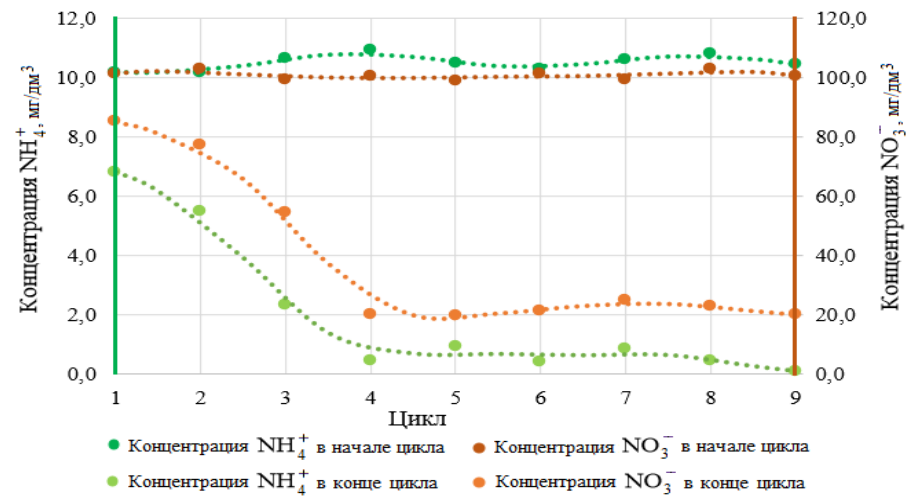 12,0
10,0
8,0
6,0
4,0
2,0
0,0
Концентрация NH₄⁺, мг/дм³
120,0
100,0
80,0
60,0
40,0
20,0
0,0
Концентрация NO₃⁻, мг/дм³
1 2 3 4 5 6 7 8 9
Цикл
Концентрация NH₄⁺ в начале цикла Концентрация NO₃⁻ в начале цикла
Концентрация NH₄⁺ в конце цикла Концентрация NO₃⁻ в конце цикла